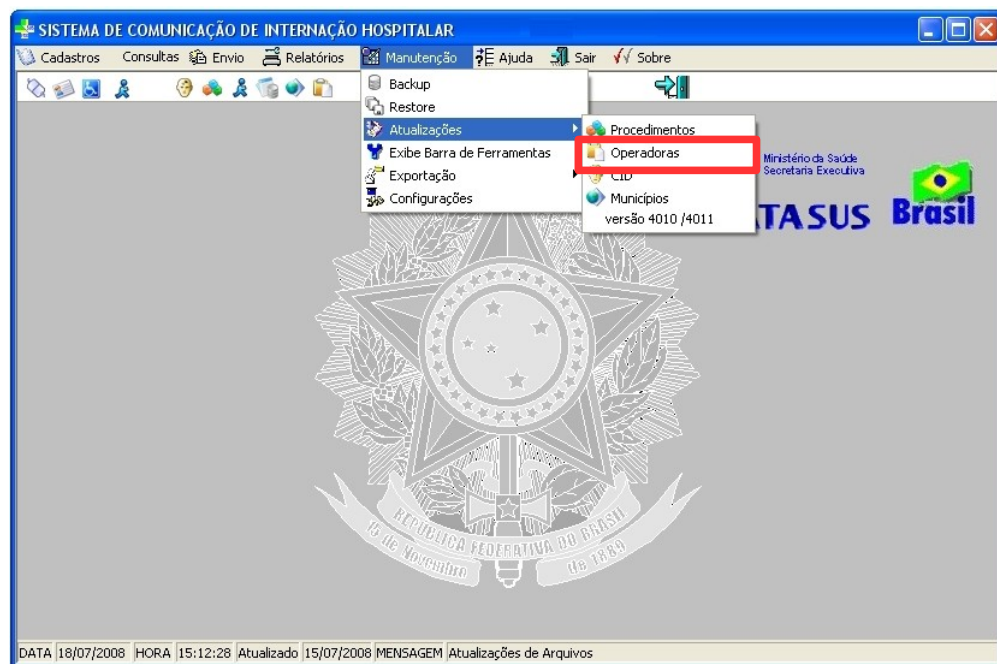 SISTEMA DE COMUNICAÇÃO DE INTERNAÇÃO HOSPITALAR
Cadastros Consultas Envio Relatórios Manutenção Ajuda Sair Sobre
Backup
Restore
Atualizações
Exibe Barra de Ferramentas
Exportação
Configurações
Procedimentos
Operadoras
CID
Municípios
versão 4010 /4011
Ministério da Saúde
Secretaria Executiva
TASUS Brasil
REPÚBLICA FEDERATIVA DO BRASIL
15 de Novembro de 1889
DATA 18/07/2008 HORA 15:12:28 Atualizado 15/07/2008 MENSAGEM Atualizações de Arquivos